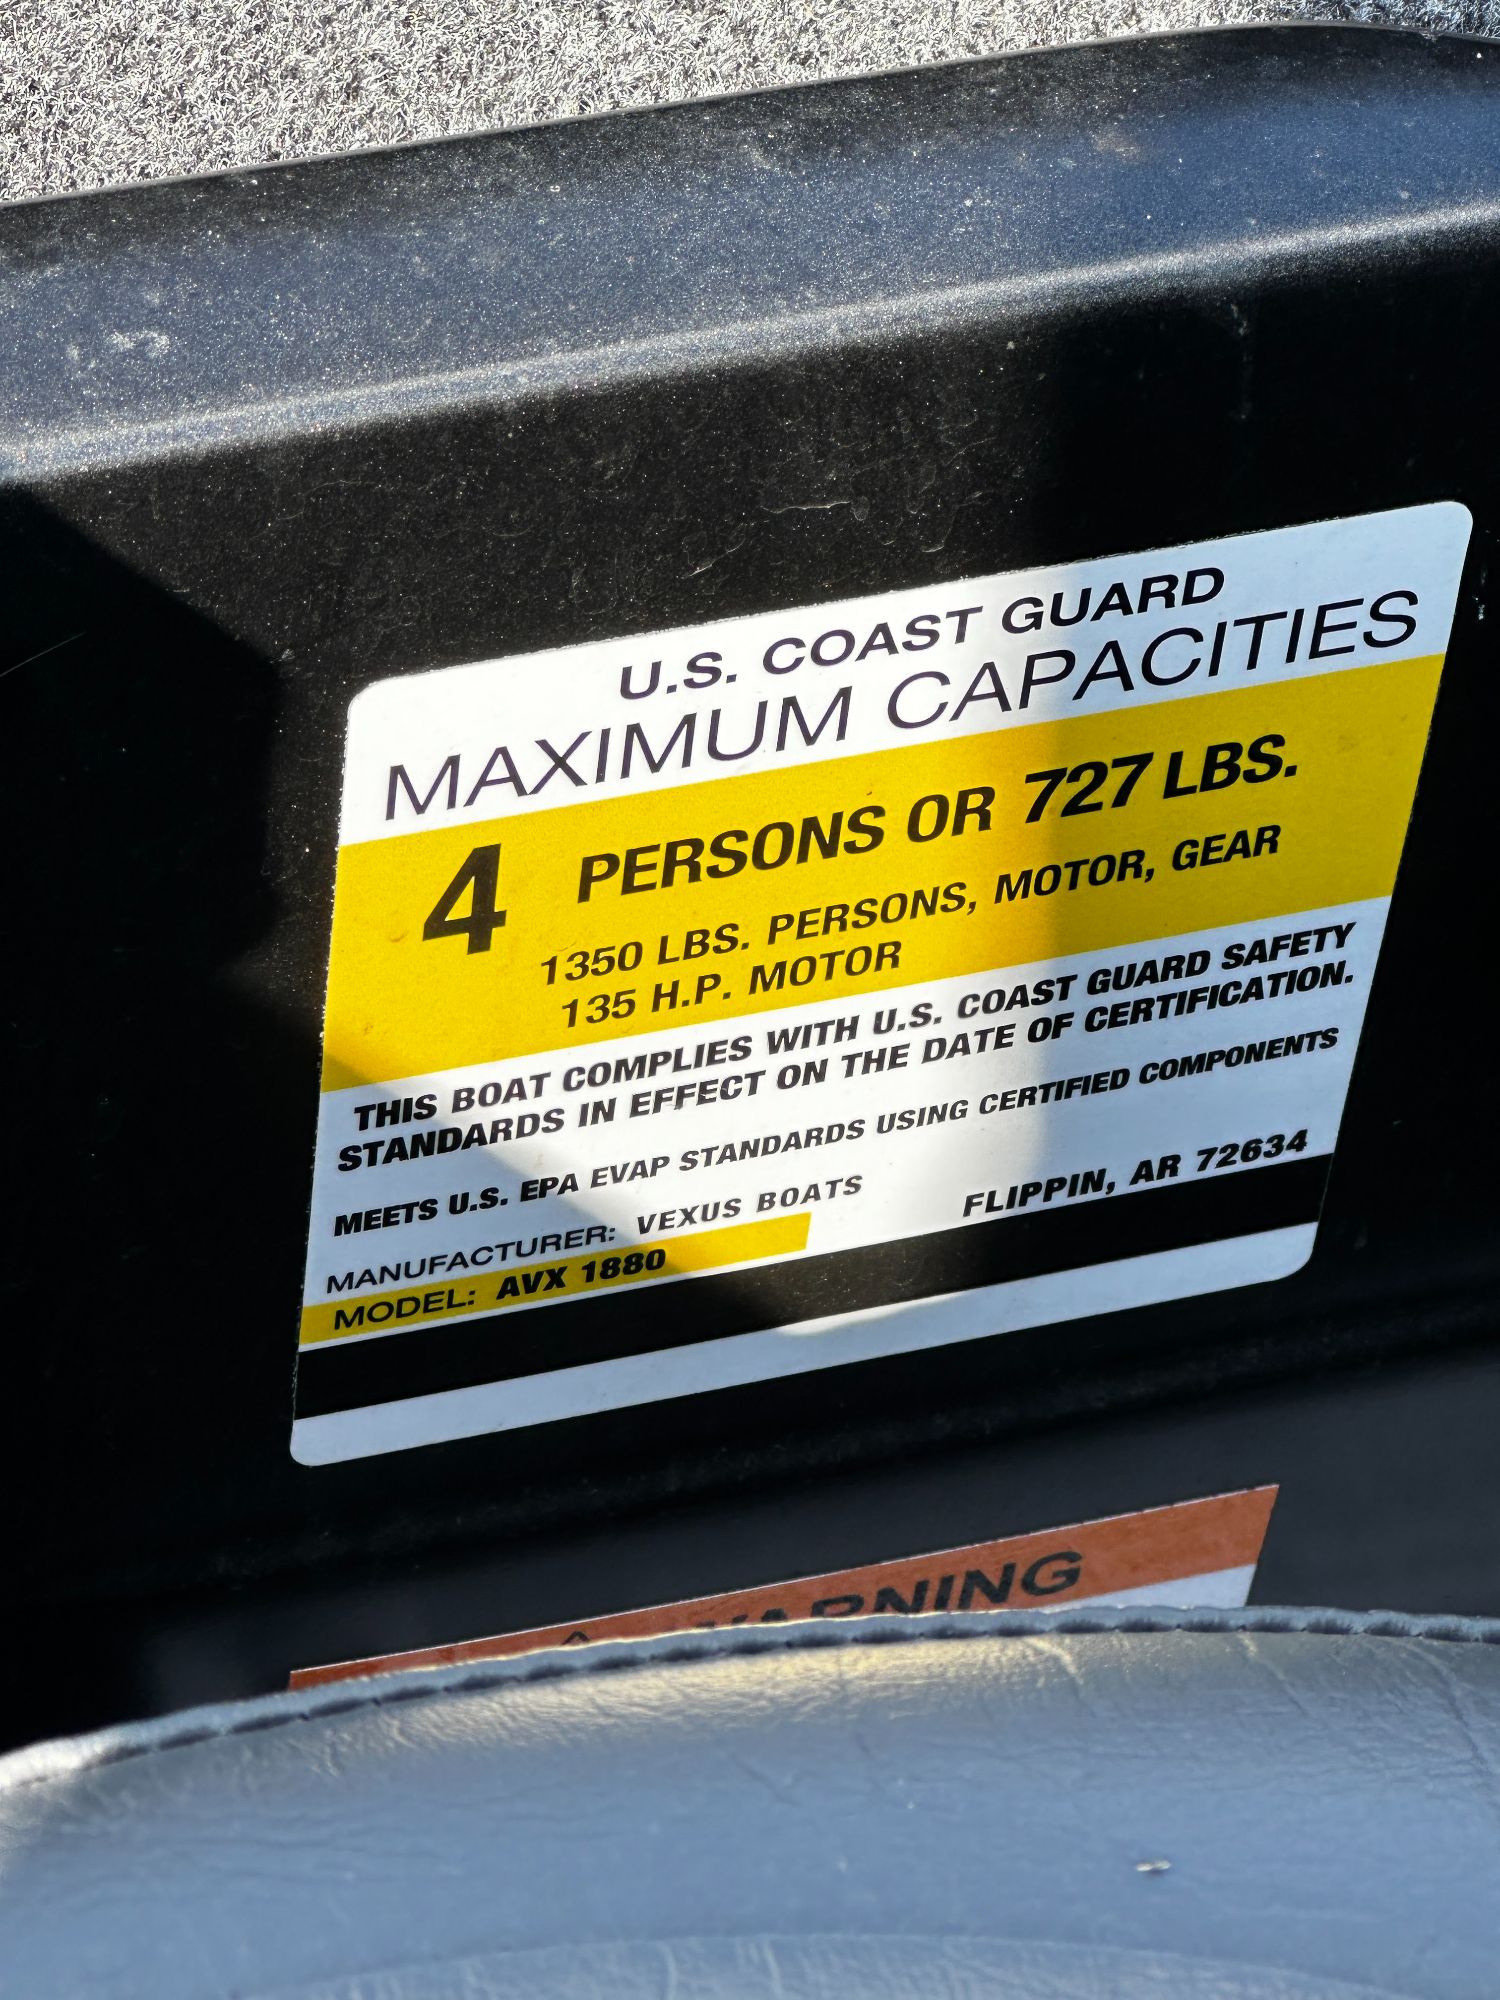 U.S. COAST GUARD
MAXIMUM CAPACITIES
4 PERSONS OR 727 LBS.
1350 LBS. PERSONS, MOTOR, GEAR
135 H.P. MOTOR
THIS BOAT COMPLIES WITH U.S. COAST GUARD SAFETY
STANDARDS IN EFFECT ON THE DATE OF CERTIFICATION.
MEETS U.S. EPA EVAP STANDARDS USING CERTIFIED COMPONENTS
MANUFACTURER: VEXUS BOATS FLIPPIN, AR 72634
MODEL: AVX 1880
WARNING